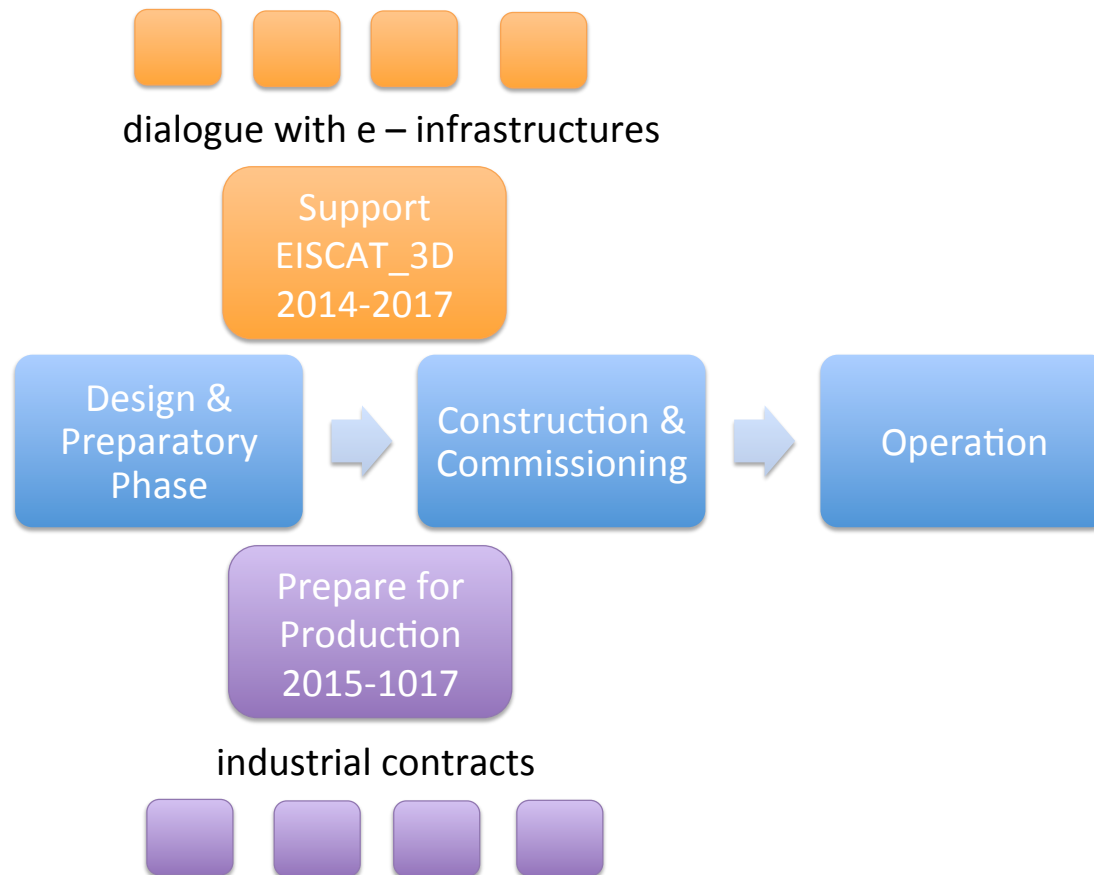 dialogue with e – infrastructures
Support
EISCAT_3D
2014-2017
Design &
Preparatory
Phase
Construction &
Commissioning
Operation
Prepare for
Production
2015-1017
industrial contracts